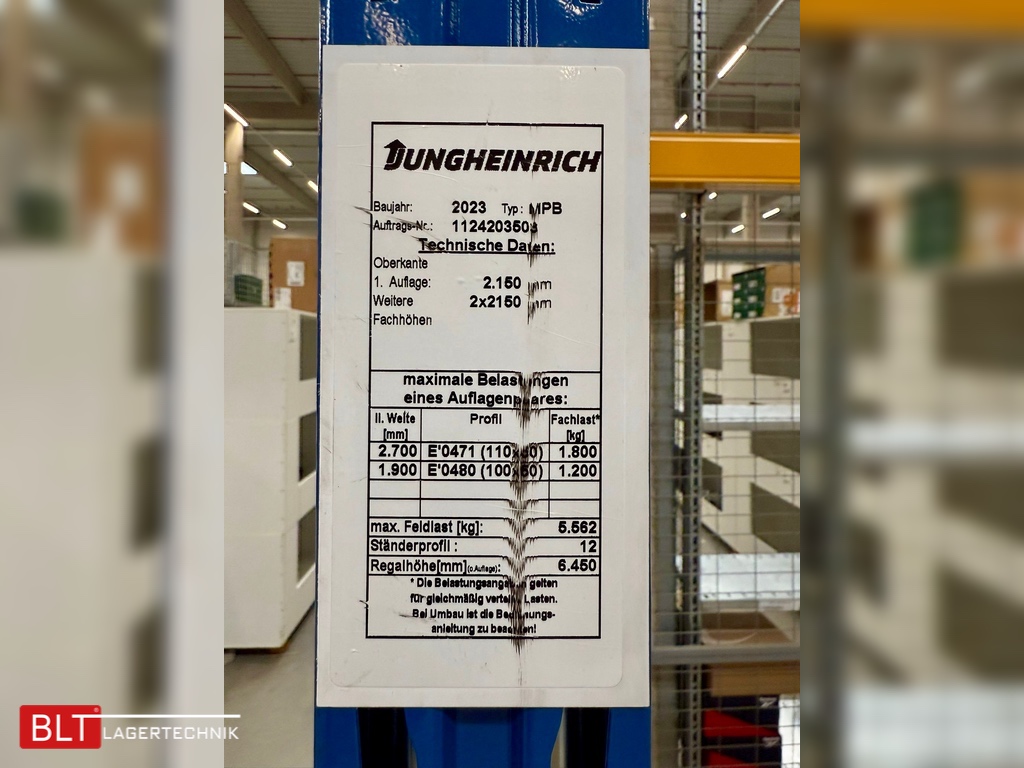 JUNGHEINRICH
Baujahr: 2023 Typ: MPB
Auftrags-Nr.: 112420350
Technische Daten:
Oberkante
1. Auflage: 2.150 mm
Weitere 2x2150 mm
Fachhöhen
maximale Belastungen
eines Auflagenpaares:
li. Weite Profil Fachlast*
[mm] [kg]
2.700 E'0471 (110x40) 1.800
1.900 E'0480 (100x50) 1.200
max. Feldlast [kg]: 5.562
Ständerprofil : 12
Regalhöhe[mm](o.Auflage): 6.450
* Die Belastungsangaben gelten
für gleichmäßig verteilte Lasten.
Bei Umbau ist die Bedienungs-
anleitung zu beachten!
BLT LAGERTECHNIK